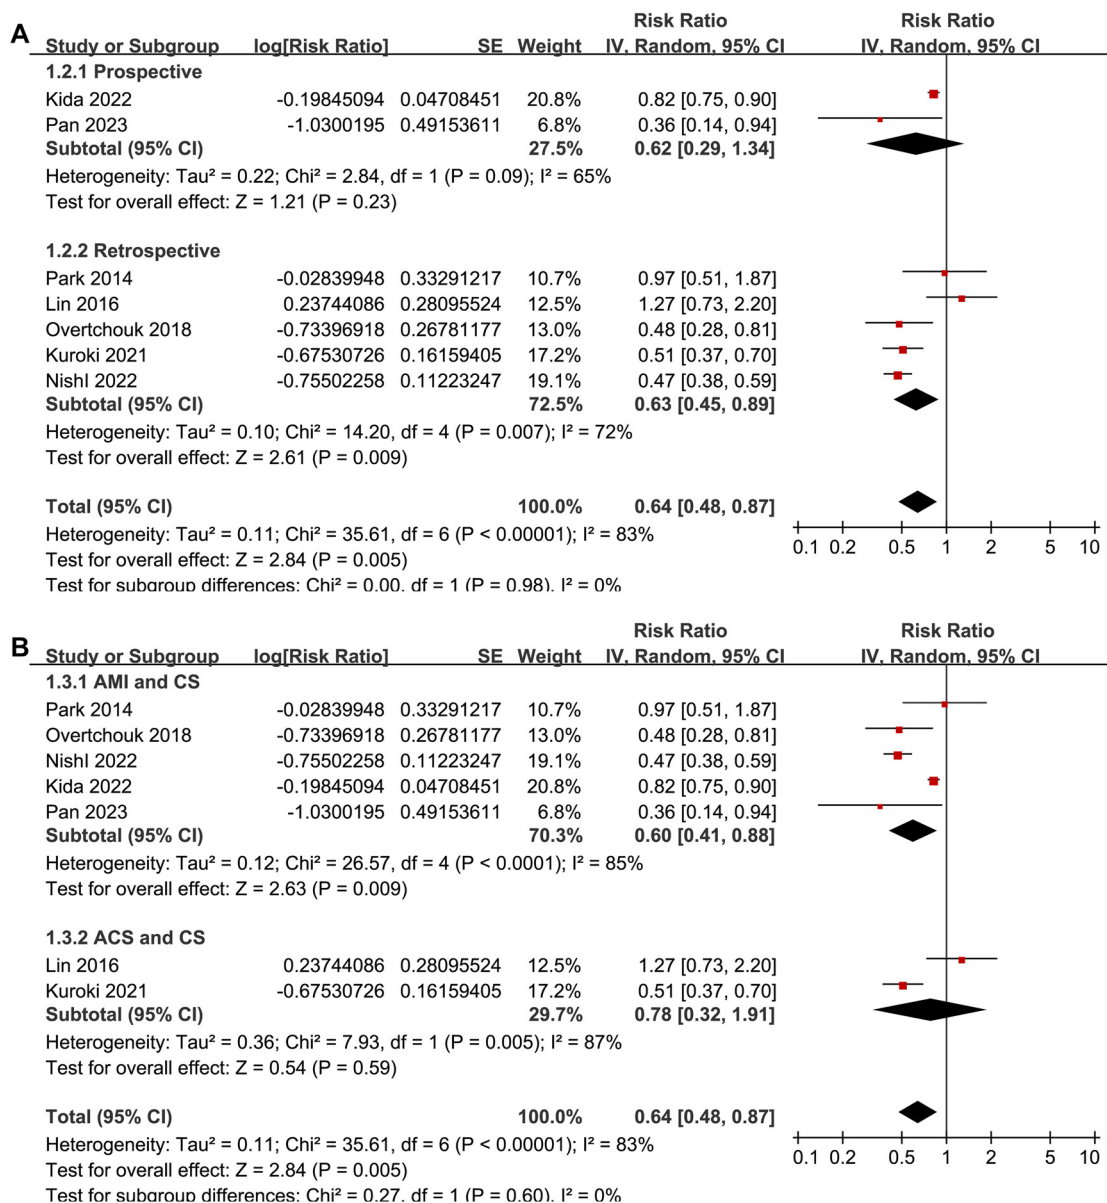 A
Risk Ratio Risk Ratio
Study or Subgroup log[Risk Ratio] SE Weight IV, Random, 95% CI IV, Random, 95% CI
1.2.1 Prospective
Kida 2022 -0.19845094 0.04708451 20.8% 0.82 [0.75, 0.90]
Pan 2023 -1.0300195 0.49153611 6.8% 0.36 [0.14, 0.94]
Subtotal (95% CI) 27.5% 0.62 [0.29, 1.34]
Heterogeneity: Tau² = 0.22; Chi² = 2.84, df = 1 (P = 0.09); I² = 65%
Test for overall effect: Z = 1.21 (P = 0.23)
1.2.2 Retrospective
Park 2014 -0.02839948 0.33291217 10.7% 0.97 [0.51, 1.87]
Lin 2016 0.23744086 0.28095524 12.5% 1.27 [0.73, 2.20]
Overtchouk 2018 -0.73396918 0.26781177 13.0% 0.48 [0.28, 0.81]
Kuroki 2021 -0.67530726 0.16159405 17.2% 0.51 [0.37, 0.70]
NishI 2022 -0.75502258 0.11223247 19.1% 0.47 [0.38, 0.59]
Subtotal (95% CI) 72.5% 0.63 [0.45, 0.89]
Heterogeneity: Tau² = 0.10; Chi² = 14.20, df = 4 (P = 0.007); I² = 72%
Test for overall effect: Z = 2.61 (P = 0.009)
Total (95% CI) 100.0% 0.64 [0.48, 0.87]
Heterogeneity: Tau² = 0.11; Chi² = 35.61, df = 6 (P < 0.00001); I² = 83%
Test for overall effect: Z = 2.84 (P = 0.005)
Test for subgroup differences: Chi² = 0.00, df = 1 (P = 0.98), I² = 0%
0.1 0.2 0.5 1 2 5 10
B
Risk Ratio Risk Ratio
Study or Subgroup log[Risk Ratio] SE Weight IV, Random, 95% CI IV, Random, 95% CI
1.3.1 AMI and CS
Park 2014 -0.02839948 0.33291217 10.7% 0.97 [0.51, 1.87]
Overtchouk 2018 -0.73396918 0.26781177 13.0% 0.48 [0.28, 0.81]
NishI 2022 -0.75502258 0.11223247 19.1% 0.47 [0.38, 0.59]
Kida 2022 -0.19845094 0.04708451 20.8% 0.82 [0.75, 0.90]
Pan 2023 -1.0300195 0.49153611 6.8% 0.36 [0.14, 0.94]
Subtotal (95% CI) 70.3% 0.60 [0.41, 0.88]
Heterogeneity: Tau² = 0.12; Chi² = 26.57, df = 4 (P < 0.0001); I² = 85%
Test for overall effect: Z = 2.63 (P = 0.009)
1.3.2 ACS and CS
Lin 2016 0.23744086 0.28095524 12.5% 1.27 [0.73, 2.20]
Kuroki 2021 -0.67530726 0.16159405 17.2% 0.51 [0.37, 0.70]
Subtotal (95% CI) 29.7% 0.78 [0.32, 1.91]
Heterogeneity: Tau² = 0.36; Chi² = 7.93, df = 1 (P = 0.005); I² = 87%
Test for overall effect: Z = 0.54 (P = 0.59)
Total (95% CI) 100.0% 0.64 [0.48, 0.87]
Heterogeneity: Tau² = 0.11; Chi² = 35.61, df = 6 (P < 0.00001); I² = 83%
Test for overall effect: Z = 2.84 (P = 0.005)
Test for subgroup differences: Chi² = 0.27, df = 1 (P = 0.60), I² = 0%
0.1 0.2 0.5 1 2 5 10